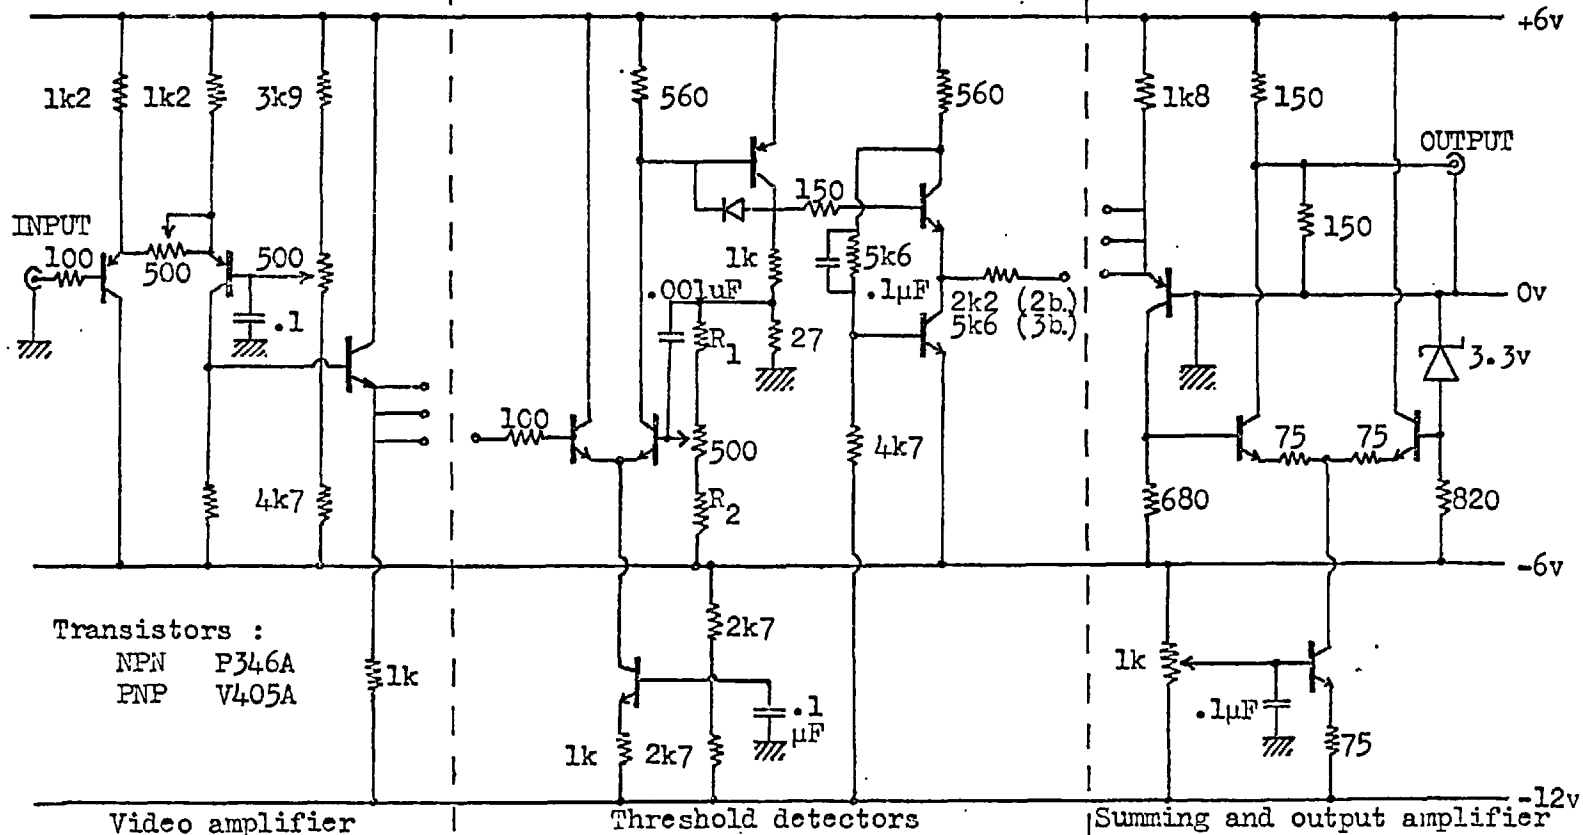 +6v
1k2
1k2
3k9
560
560
1k8
150
OUTPUT
INPUT
100
500
500
150
150
1k
5k6
.001uF
.1µF
2k2 (2b.)
5k6 (3b.)
0v
.1
R1
27
3.3v
100
500
4k7
75
75
4k7
R2
680
820
-6v
Transistors :
NPN P346A
PNP V405A
2k7
1k
1k
.1
µF
.1µF
1k
2k7
75
-12v
Video amplifier
Threshold detectors
Summing and output amplifier